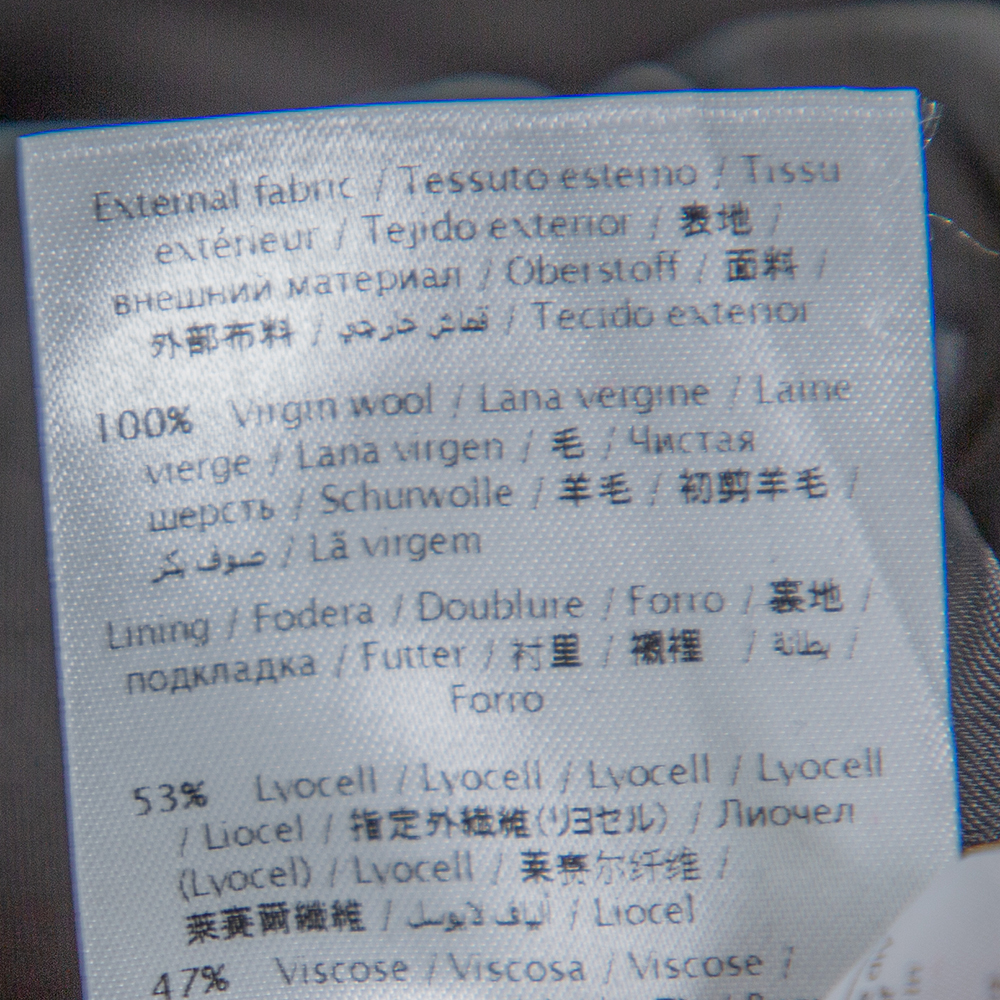 External fabric / Tessuto esterno / Tissu
extérieur / Tejido exterior / 表地 /
внешний материал / Oberstoff / 面料 /
外部布料 / قماش خارجي / Tecido exterior
100% Virgin wool / Lana vergine / Laine
vierge / Lana virgen / 毛 / Чистая
шерсть / Schurwolle / 羊毛 / 初剪羊毛 /
صوف بكر / Lã virgem
Lining / Fodera / Doublure / Forro / 裏地 /
подкладка / Futter / 衬里 / 襯裡 / بطانة /
Forro
53% Lyocell / Lyocell / Lyocell / Lyocell
/ Liocel / 指定外繊維(リヨセル) / Лиочел
(Lyocel) / Lyocell / 莱赛尔纤维 /
萊賽爾纖維 / ألياف لايوسل / Liocel
47% Viscose / Viscosa / Viscose /